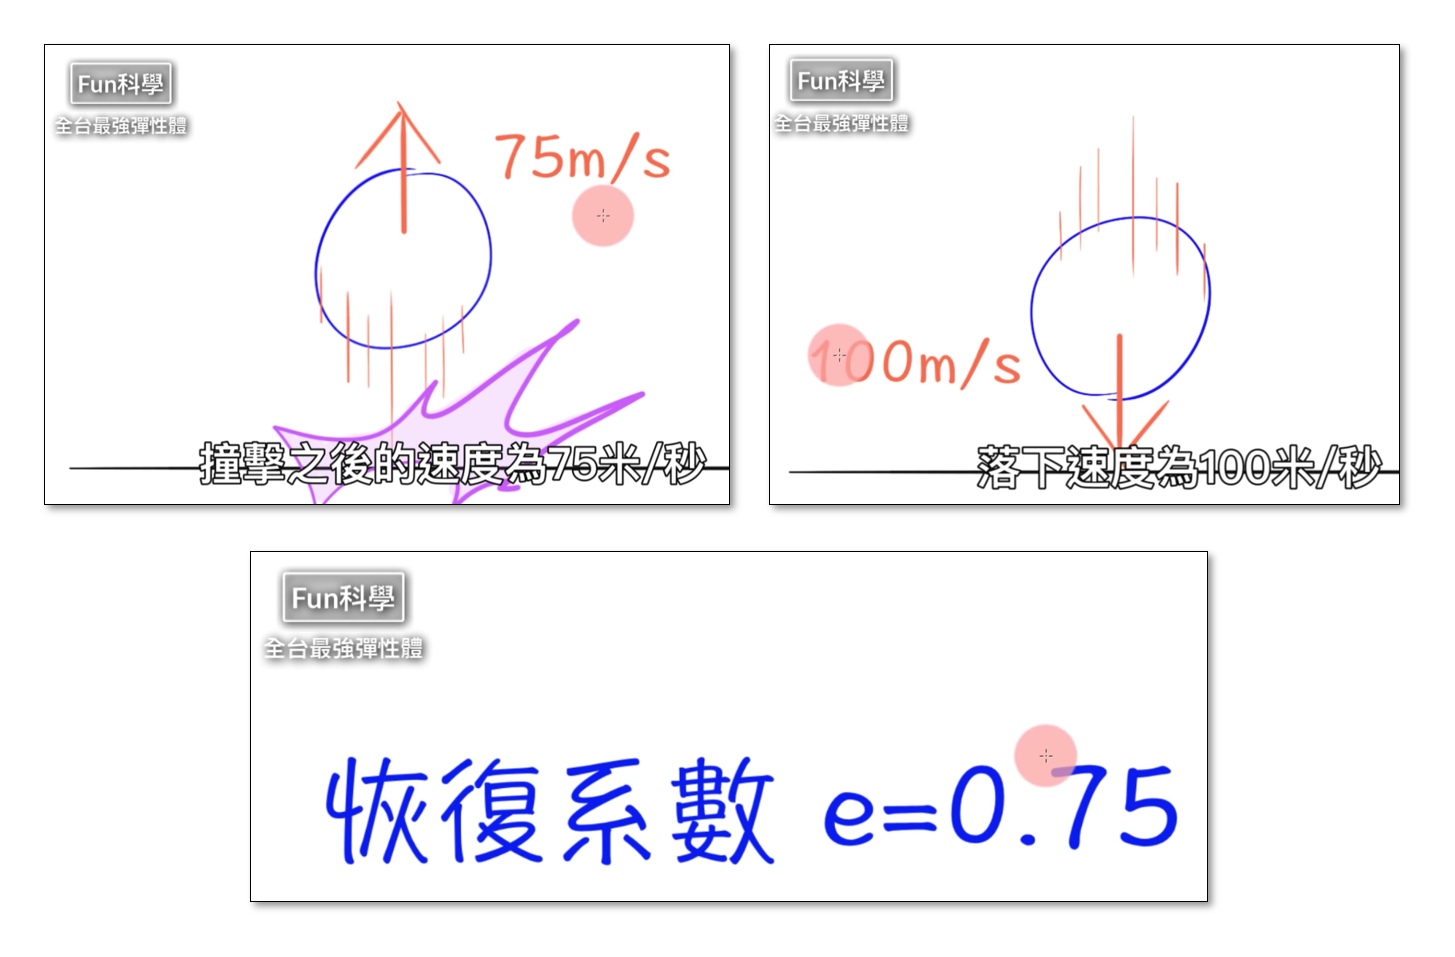 Fun科學
全台最強彈性體
75m/s
撞擊之後的速度為75米/秒
Fun科學
全台最強彈性體
100m/s
落下速度為100米/秒
Fun科學
全台最強彈性體
恢復系數 e=0.75